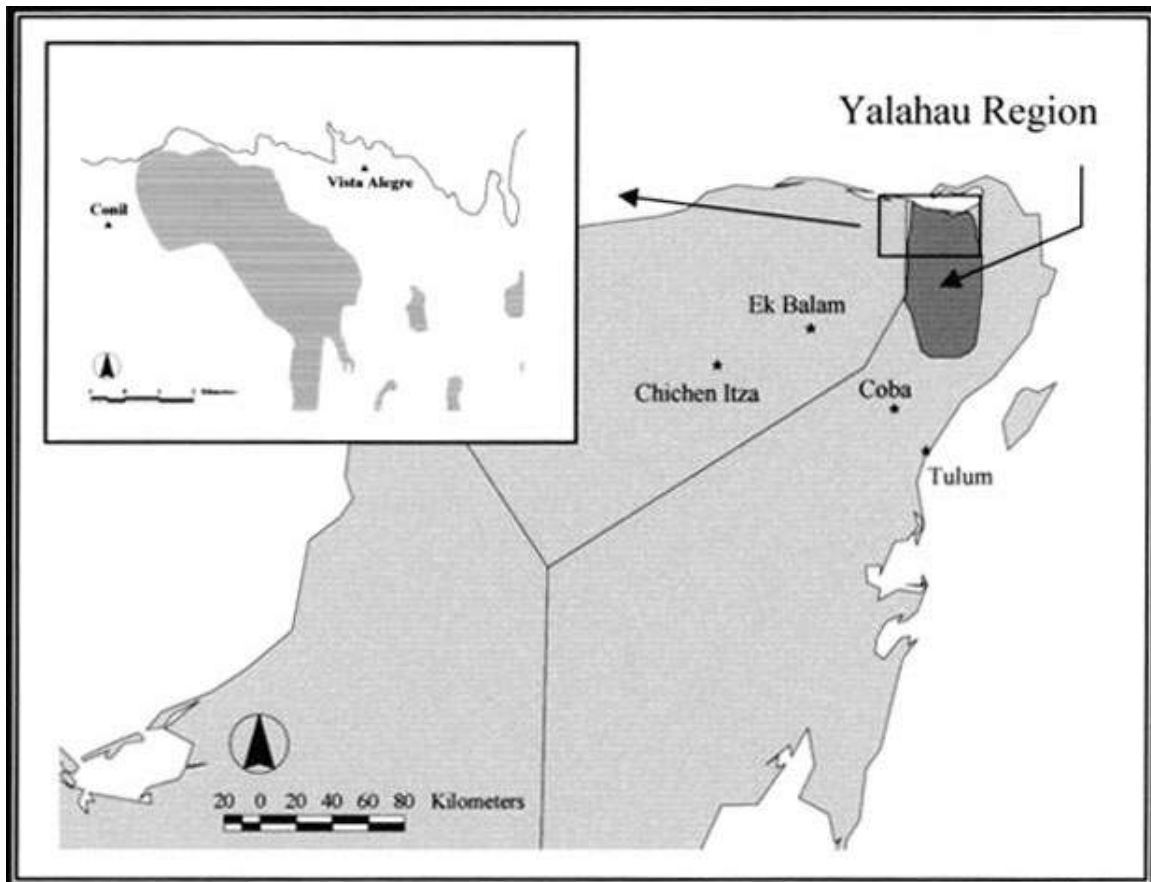 Yalahau Region
Vista Alegre
Conil
Ek Balam
Chichen Itza
Coba
Tulum
20 0 20 40 60 80 Kilometers